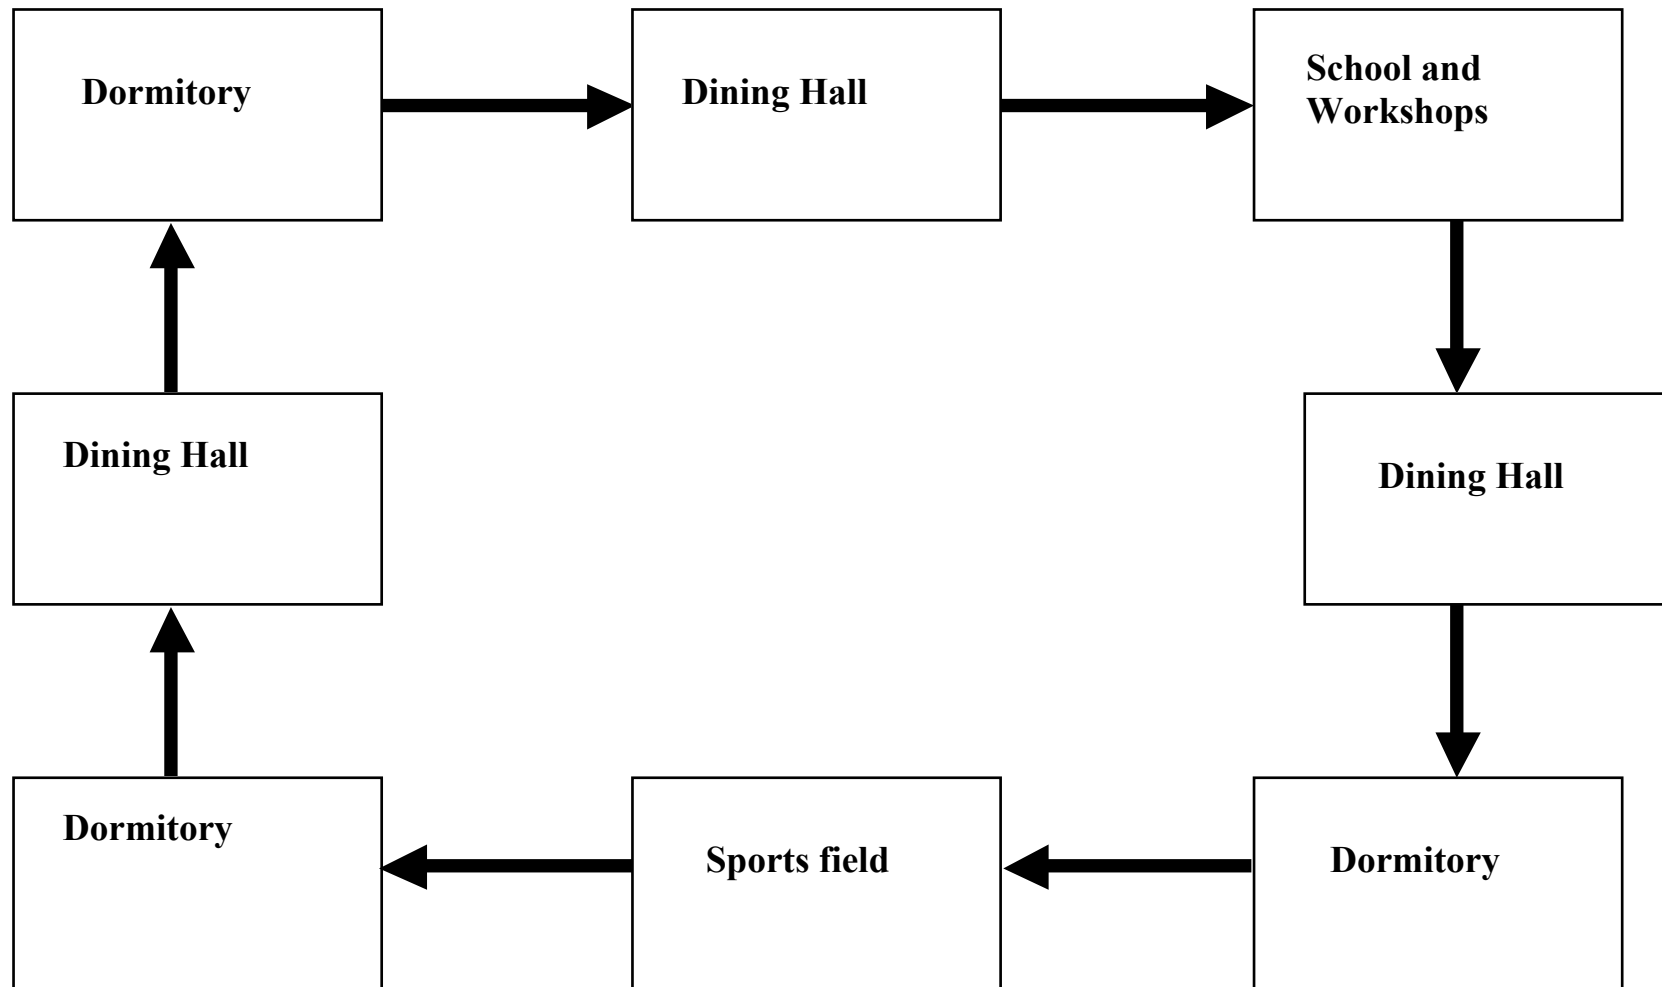 Dormitory
Dining Hall
School and
Workshops
Dining Hall
Dining Hall
Dormitory
Sports field
Dormitory